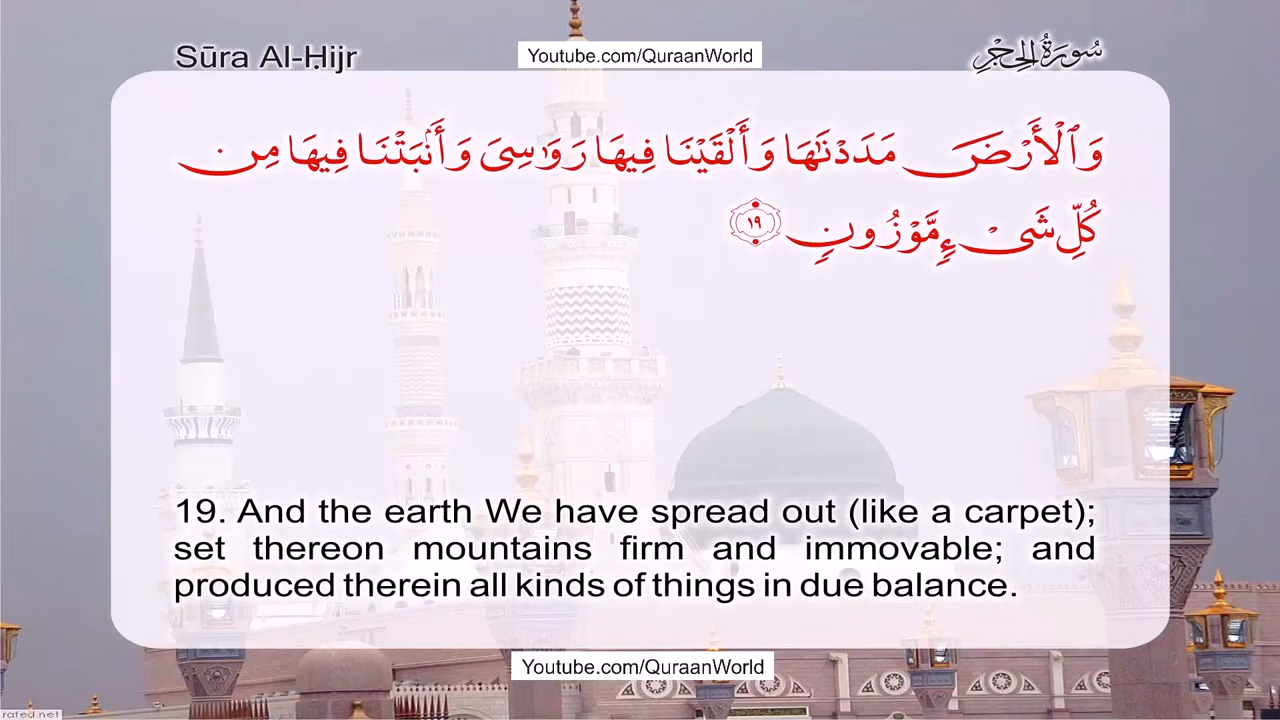 Sūra Al-Ḥijr
Youtube.com/QuraanWorld
سُورَةُ الحِجْرِ
وَٱلْأَرْضَ مَدَدْنَٰهَا وَأَلْقَيْنَا فِيهَا رَوَٰسِىَ وَأَنۢبَتْنَا فِيهَا مِن
كُلِّ شَىْءٍ مَّوْزُونٍ ١٩
19. And the earth We have spread out (like a carpet);
set thereon mountains firm and immovable; and
produced therein all kinds of things in due balance.
Youtube.com/QuraanWorld
rafed.net